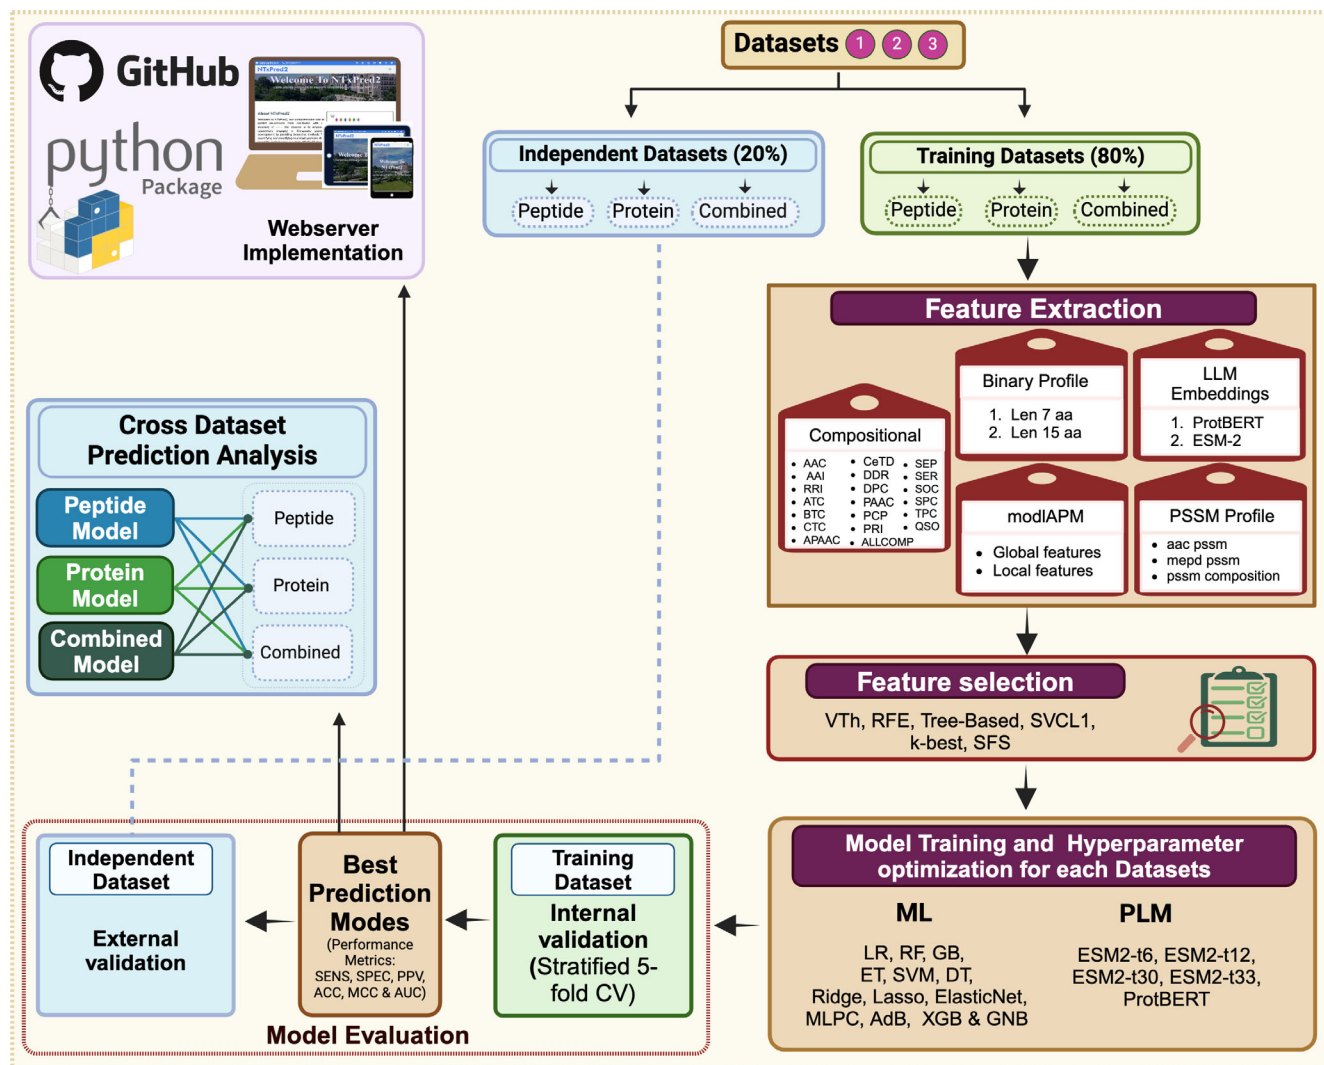 GitHub
python
Package
NTxPred2
Welcome To NTxPred2
About NTxPred2
Webserver
Implementation
Datasets 1 2 3
Independent Datasets (20%)
Peptide Protein Combined
Training Datasets (80%)
Peptide Protein Combined
Feature Extraction
Compositional
• AAC
• AAI
• RRI
• ATC
• BTC
• CTC
• APAAC
• CeTD
• DDR
• DPC
• PAAC
• PCP
• PRI
• ALLCOMP
• SEP
• SER
• SOC
• SPC
• TPC
• QSO
Binary Profile
1. Len 7 aa
2. Len 15 aa
LLM
Embeddings
1. ProtBERT
2. ESM-2
modlAPM
• Global features
• Local features
PSSM Profile
• aac pssm
• mepd pssm
• pssm composition
Feature selection
VTh, RFE, Tree-Based, SVCL1,
k-best, SFS
Model Training and Hyperparameter
optimization for each Datasets
ML
LR, RF, GB,
ET, SVM, DT,
Ridge, Lasso, ElasticNet,
MLPC, AdB, XGB & GNB
PLM
ESM2-t6, ESM2-t12,
ESM2-t30, ESM2-t33,
ProtBERT
Training
Dataset
Internal
validation
(Stratified 5-
fold CV)
Best
Prediction
Modes
(Performance
Metrics:
SENS, SPEC, PPV,
ACC, MCC & AUC)
Independent
Dataset
External
validation
Model Evaluation
Cross Dataset
Prediction Analysis
Peptide
Model
Protein
Model
Combined
Model
Peptide
Protein
Combined